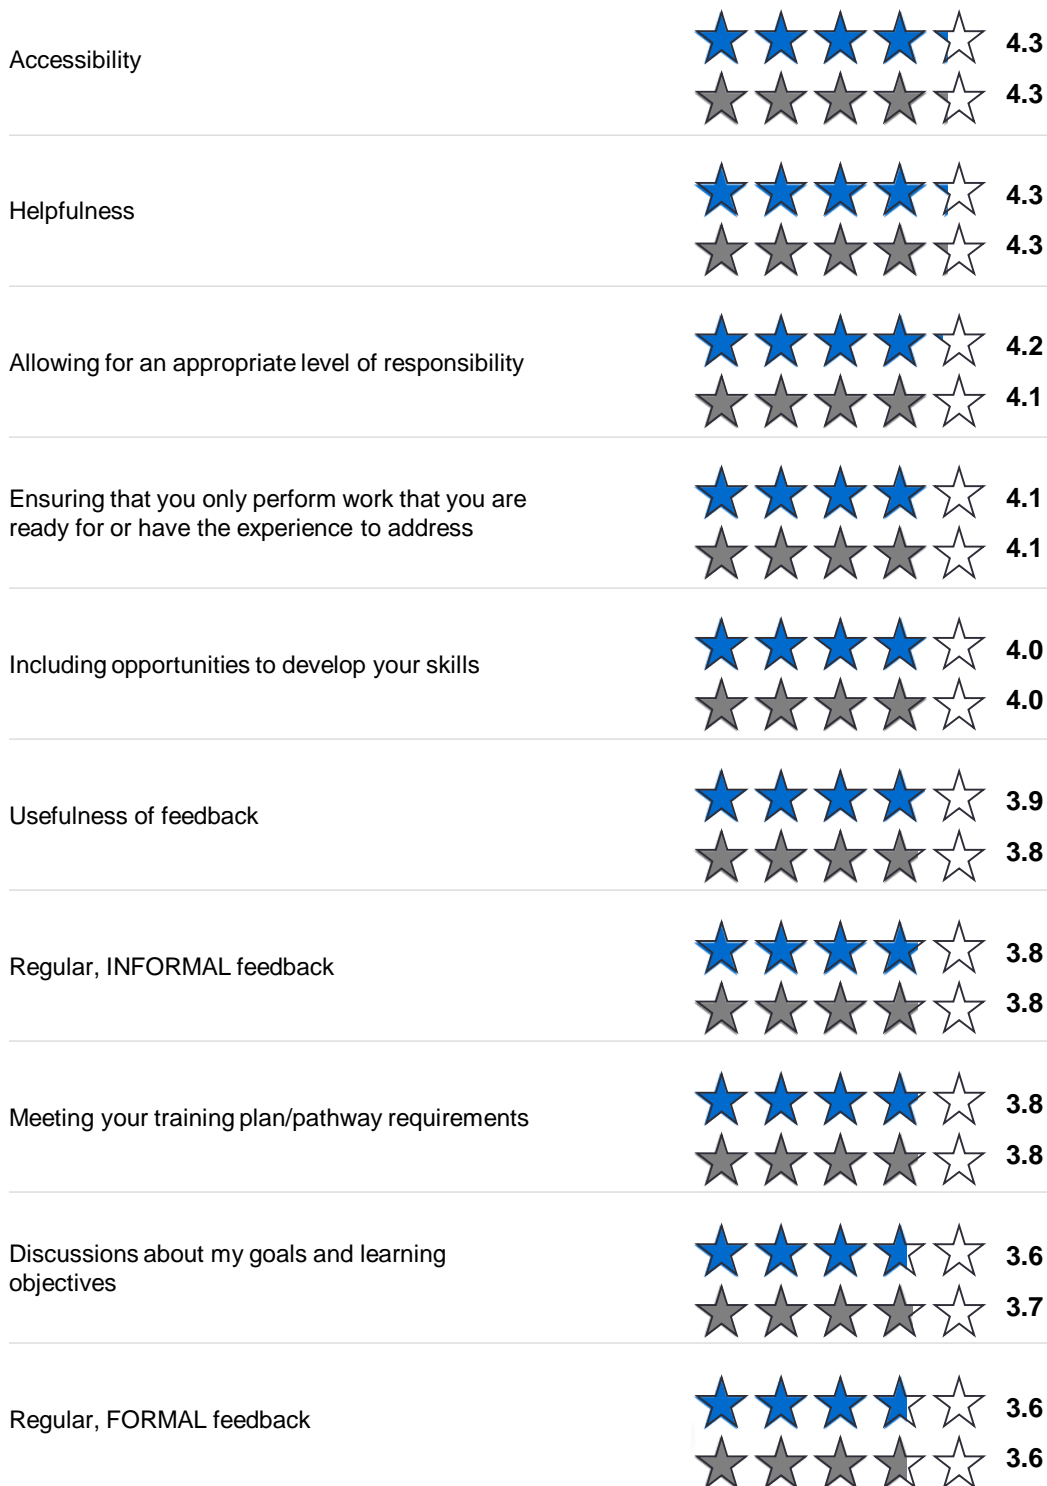 Accessibility
4.3
4.3
Helpfulness
4.3
4.3
Allowing for an appropriate level of responsibility
4.2
4.1
Ensuring that you only perform work that you are
ready for or have the experience to address
4.1
4.1
Including opportunities to develop your skills
4.0
4.0
Usefulness of feedback
3.9
3.8
Regular, INFORMAL feedback
3.8
3.8
Meeting your training plan/pathway requirements
3.8
3.8
Discussions about my goals and learning
objectives
3.6
3.7
Regular, FORMAL feedback
3.6
3.6